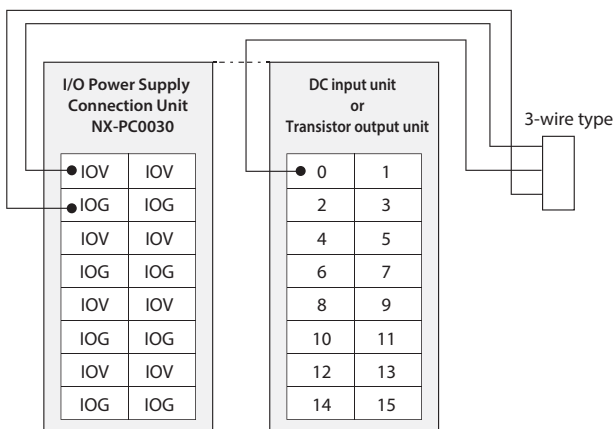 I/O Power Supply
Connection Unit
NX-PC0030
DC input unit
or
Transistor output unit
3-wire type
IOV IOV
IOG IOG
IOV IOV
IOG IOG
IOV IOV
IOG IOG
IOV IOV
IOG IOG
0 1
2 3
4 5
6 7
8 9
10 11
12 13
14 15